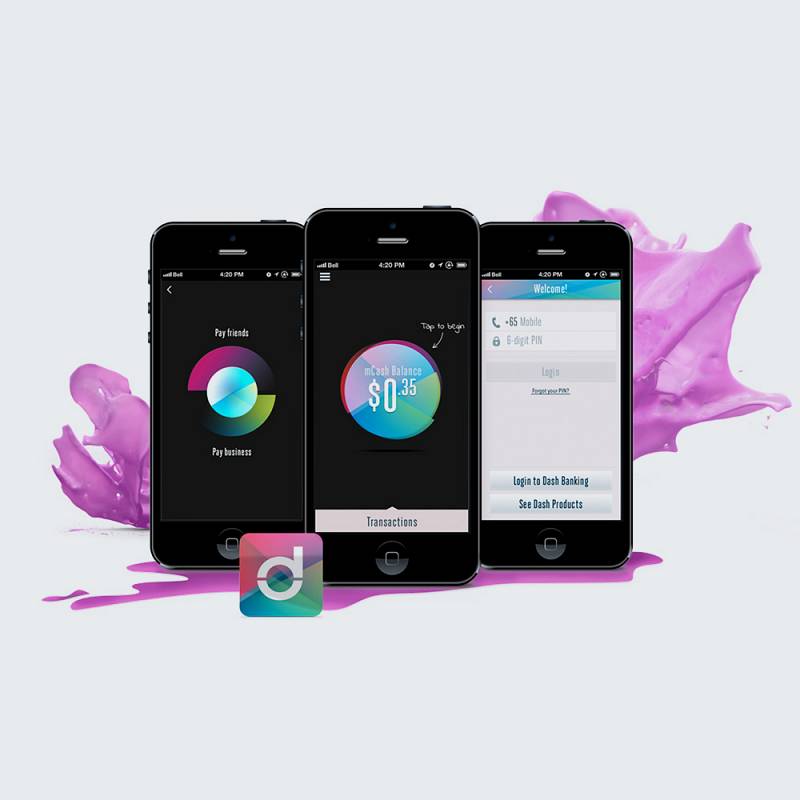 Bell 4:20 PM
Pay friends
Pay business
Bell 4:20 PM
Tap to begin
mCash Balance
$0.35
Transactions
Bell 4:20 PM
Welcome!
+65 Mobile
6-digit PIN
Login
Forgot your PIN?
Login to Dash Banking
See Dash Products
d